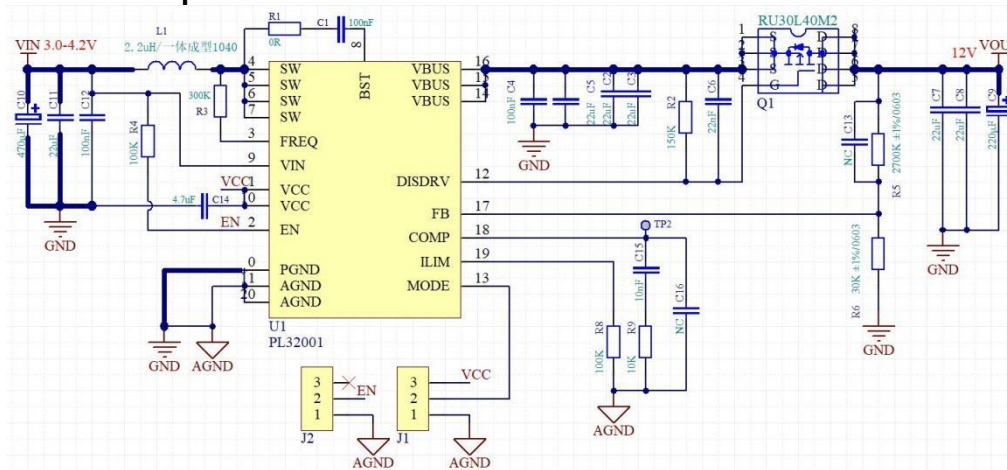 RU30L40M2
R1
0R
C1
100nF
L1
2.2uH/一体成型1040
VIN 3.0-4.2V
12V
VOU
8
BST
4
SW
5
SW
6
SW
7
SW
300K
R3
3
FREQ
9
VIN
VCC
1
VCC
0
VCC
4.7uF
C14
EN
2
EN
0
PGND
1
AGND
20
AGND
U1
PL32001
VBUS
16
VBUS
15
VBUS
14
DISDRV
12
FB
17
COMP
18
ILIM
19
MODE
13
C10
470uF
C11
22uF
C12
100nF
R4
100K
GND
GND
AGND
C4
100nF
C5
22uF
C2
22uF
C3
22uF
GND
R2
150K
C6
22nF
1
2
3
4
S
S
S
G
D
D
D
D
Q1
C13
NC
2700K ±1%/0603
R5
30K ±1%/0603
R6
GND
C7
22uF
C8
22uF
C9
220uF
GND
TP2
C15
10nF
C16
NC
R8
100K
R9
10K
AGND
3
2
1
EN
J2
AGND
3
2
1
VCC
J1
AGND